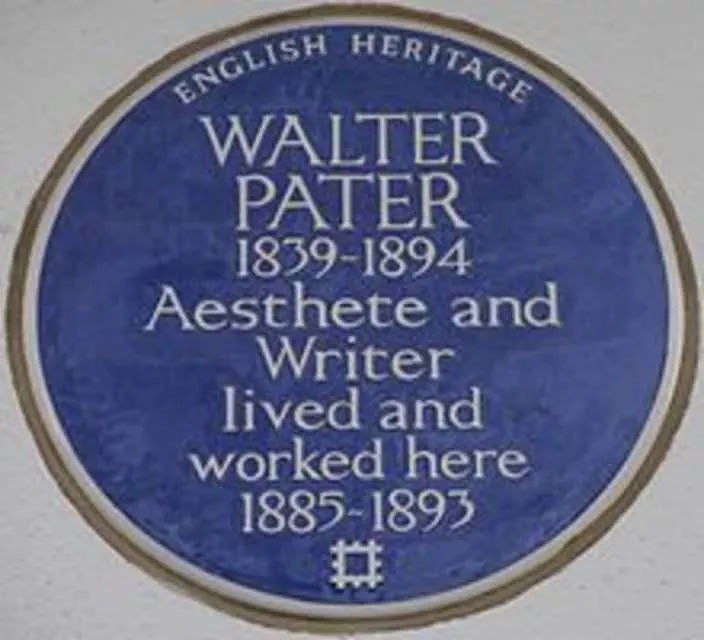 ENGLISH HERITAGE
WALTER
PATER
1839-1894
Aesthete and
Writer
lived and
worked here
1885-1893